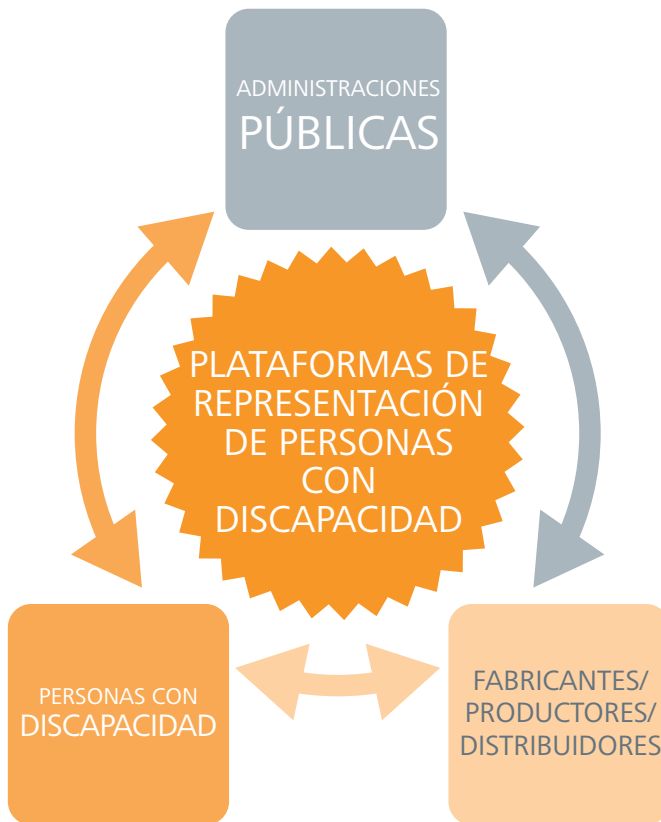 ADMINISTRACIONES
PÚBLICAS
PLATAFORMAS DE
REPRESENTACIÓN
DE PERSONAS
CON
DISCAPACIDAD
PERSONAS CON
DISCAPACIDAD
FABRICANTES/
PRODUCTORES/
DISTRIBUIDORES